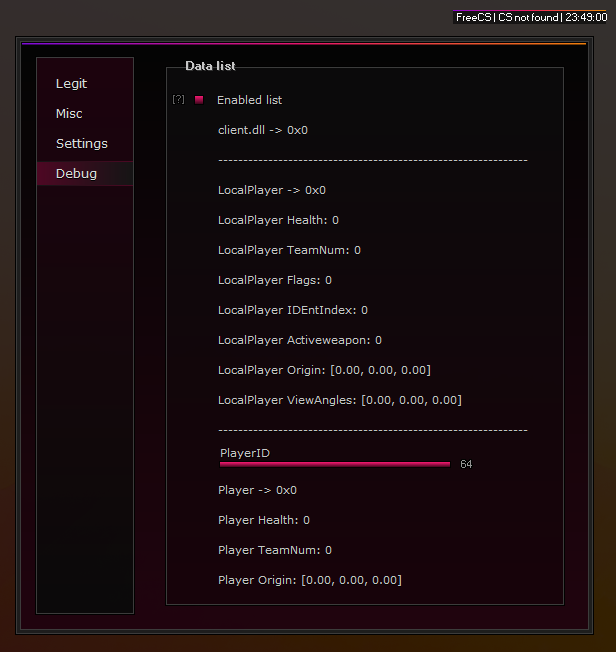 FreeCS | CS not found | 23:49:00
Data list
Legit
Misc
Settings
Debug
[?] Enabled list
client.dll -> 0x0
--------------------------------------------------------------
LocalPlayer -> 0x0
LocalPlayer Health: 0
LocalPlayer TeamNum: 0
LocalPlayer Flags: 0
LocalPlayer IDEntIndex: 0
LocalPlayer Activeweapon: 0
LocalPlayer Origin: [0.00, 0.00, 0.00]
LocalPlayer ViewAngles: [0.00, 0.00, 0.00]
--------------------------------------------------------------
PlayerID
64
Player -> 0x0
Player Health: 0
Player TeamNum: 0
Player Origin: [0.00, 0.00, 0.00]